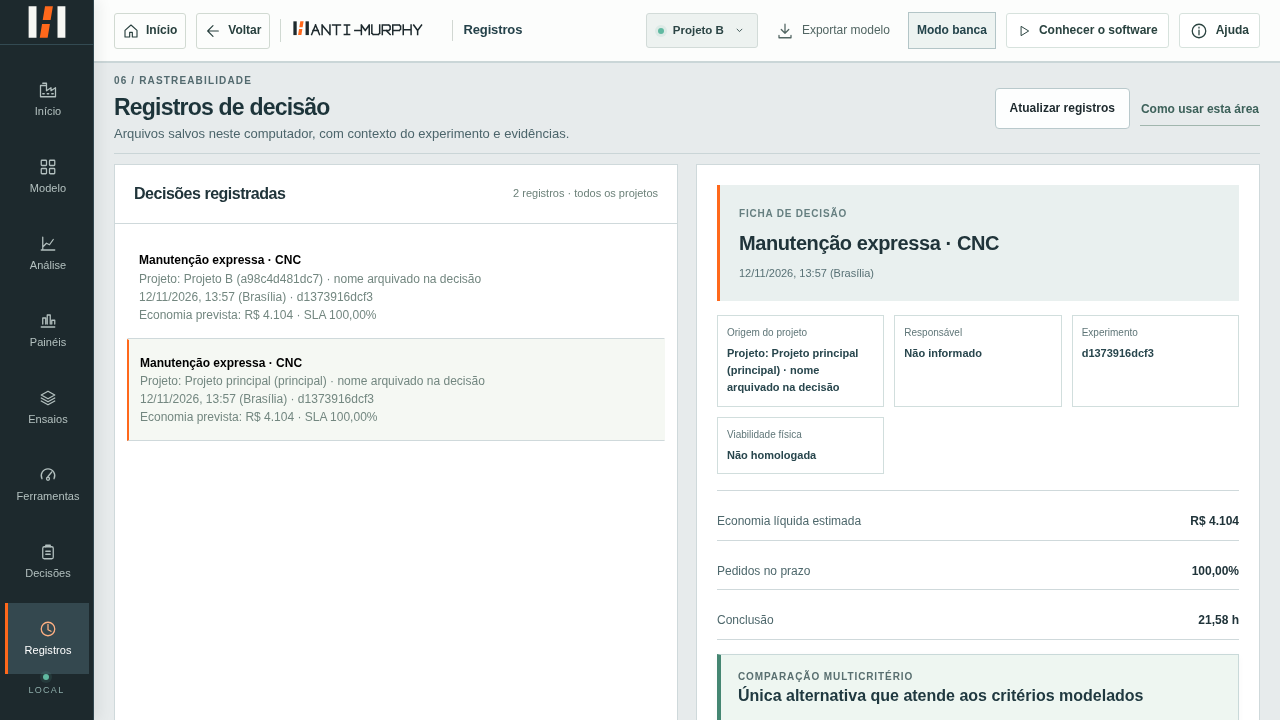 Início
Modelo
Análise
Painéis
Ensaios
Ferramentas
Decisões
Registros
LOCAL
Início
Voltar
ANTI-MURPHY
Registros
Projeto B
Exportar modelo
Modo banca
Conhecer o software
Ajuda
06 / RASTREABILIDADE
Registros de decisão
Arquivos salvos neste computador, com contexto do experimento e evidências.
Atualizar registros
Como usar esta área
Decisões registradas
2 registros · todos os projetos
Manutenção expressa · CNC
Projeto: Projeto B (a98c4d481dc7) · nome arquivado na decisão
12/11/2026, 13:57 (Brasília) · d1373916dcf3
Economia prevista: R$ 4.104 · SLA 100,00%
Manutenção expressa · CNC
Projeto: Projeto principal (principal) · nome arquivado na decisão
12/11/2026, 13:57 (Brasília) · d1373916dcf3
Economia prevista: R$ 4.104 · SLA 100,00%
FICHA DE DECISÃO
Manutenção expressa · CNC
12/11/2026, 13:57 (Brasília)
Origem do projeto
Projeto: Projeto principal
(principal) · nome
arquivado na decisão
Responsável
Não informado
Experimento
d1373916dcf3
Viabilidade física
Não homologada
Economia líquida estimada
R$ 4.104
Pedidos no prazo
100,00%
Conclusão
21,58 h
COMPARAÇÃO MULTICRITÉRIO
Única alternativa que atende aos critérios modelados